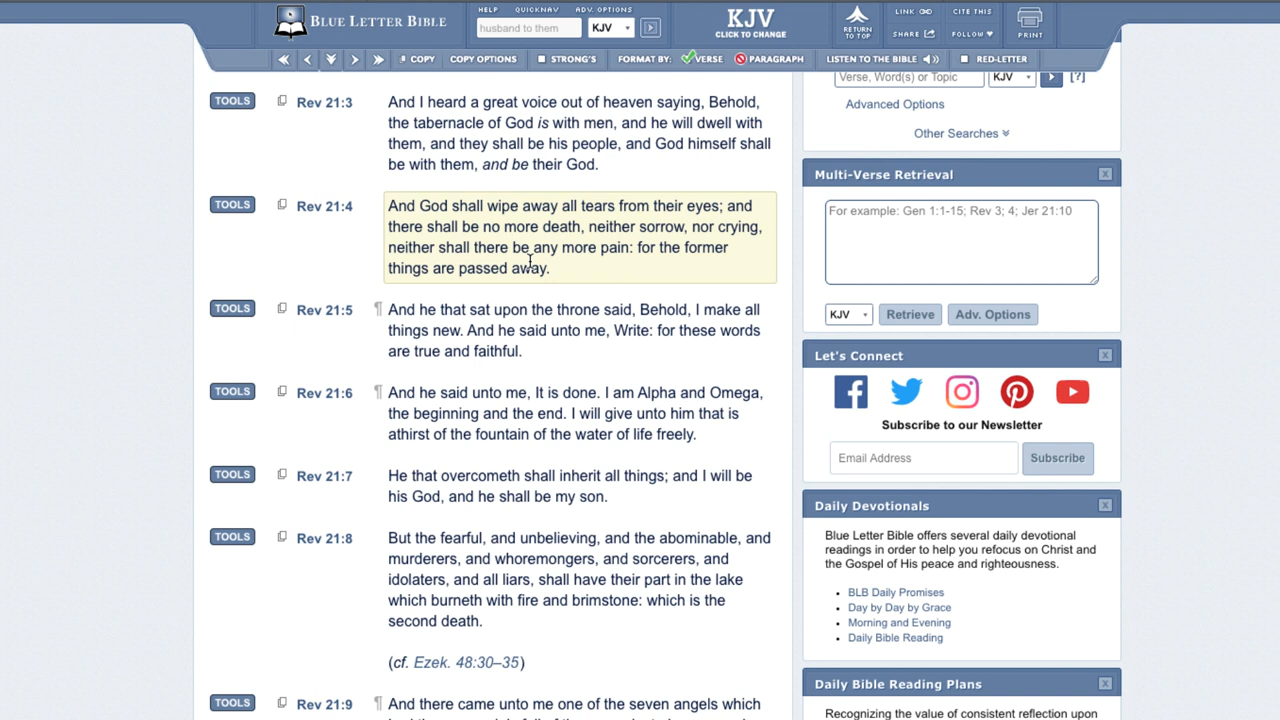 BLUE LETTER BIBLE
HELP QUICKNAV ADV. OPTIONS
husband to them KJV
KJV
CLICK TO CHANGE
RETURN TO TOP
LINK CITE THIS
SHARE FOLLOW
PRINT
COPY COPY OPTIONS STRONG'S FORMAT BY: VERSE PARAGRAPH LISTEN TO THE BIBLE RED-LETTER
TOOLS Rev 21:3 And I heard a great voice out of heaven saying, Behold,
the tabernacle of God is with men, and he will dwell with
them, and they shall be his people, and God himself shall
be with them, and be their God.
TOOLS Rev 21:4 And God shall wipe away all tears from their eyes; and
there shall be no more death, neither sorrow, nor crying,
neither shall there be any more pain: for the former
things are passed away.
TOOLS Rev 21:5 ¶ And he that sat upon the throne said, Behold, I make all
things new. And he said unto me, Write: for these words
are true and faithful.
TOOLS Rev 21:6 ¶ And he said unto me, It is done. I am Alpha and Omega,
the beginning and the end. I will give unto him that is
athirst of the fountain of the water of life freely.
TOOLS Rev 21:7 He that overcometh shall inherit all things; and I will be
his God, and he shall be my son.
TOOLS Rev 21:8 But the fearful, and unbelieving, and the abominable, and
murderers, and whoremongers, and sorcerers, and
idolaters, and all liars, shall have their part in the lake
which burneth with fire and brimstone: which is the
second death.
(cf. Ezek. 48:30–35)
TOOLS Rev 21:9 ¶ And there came unto me one of the seven angels which
Verse, Word(s) or Topic KJV [?]
Advanced Options
Other Searches
Multi-Verse Retrieval X
For example: Gen 1:1-15; Rev 3; 4; Jer 21:10
KJV Retrieve Adv. Options
Let's Connect X
Subscribe to our Newsletter
Email Address Subscribe
Daily Devotionals X
Blue Letter Bible offers several daily devotional
readings in order to help you refocus on Christ and
the Gospel of His peace and righteousness.
• BLB Daily Promises
• Day by Day by Grace
• Morning and Evening
• Daily Bible Reading
Daily Bible Reading Plans X
Recognizing the value of consistent reflection upon